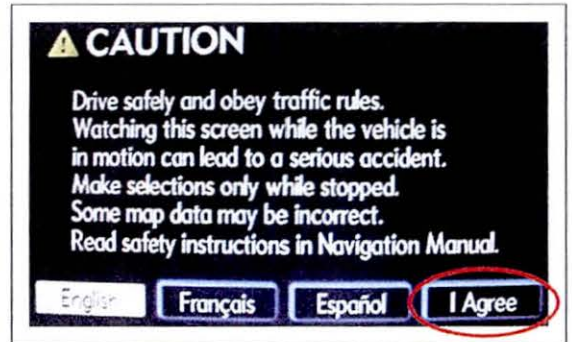 CAUTION
Drive safely and obey traffic rules.
Watching this screen while the vehicle is
in motion can lead to a serious accident.
Make selections only while stopped.
Some map data may be incorrect.
Read safety instructions in Navigation Manual.
English Français Español I Agree